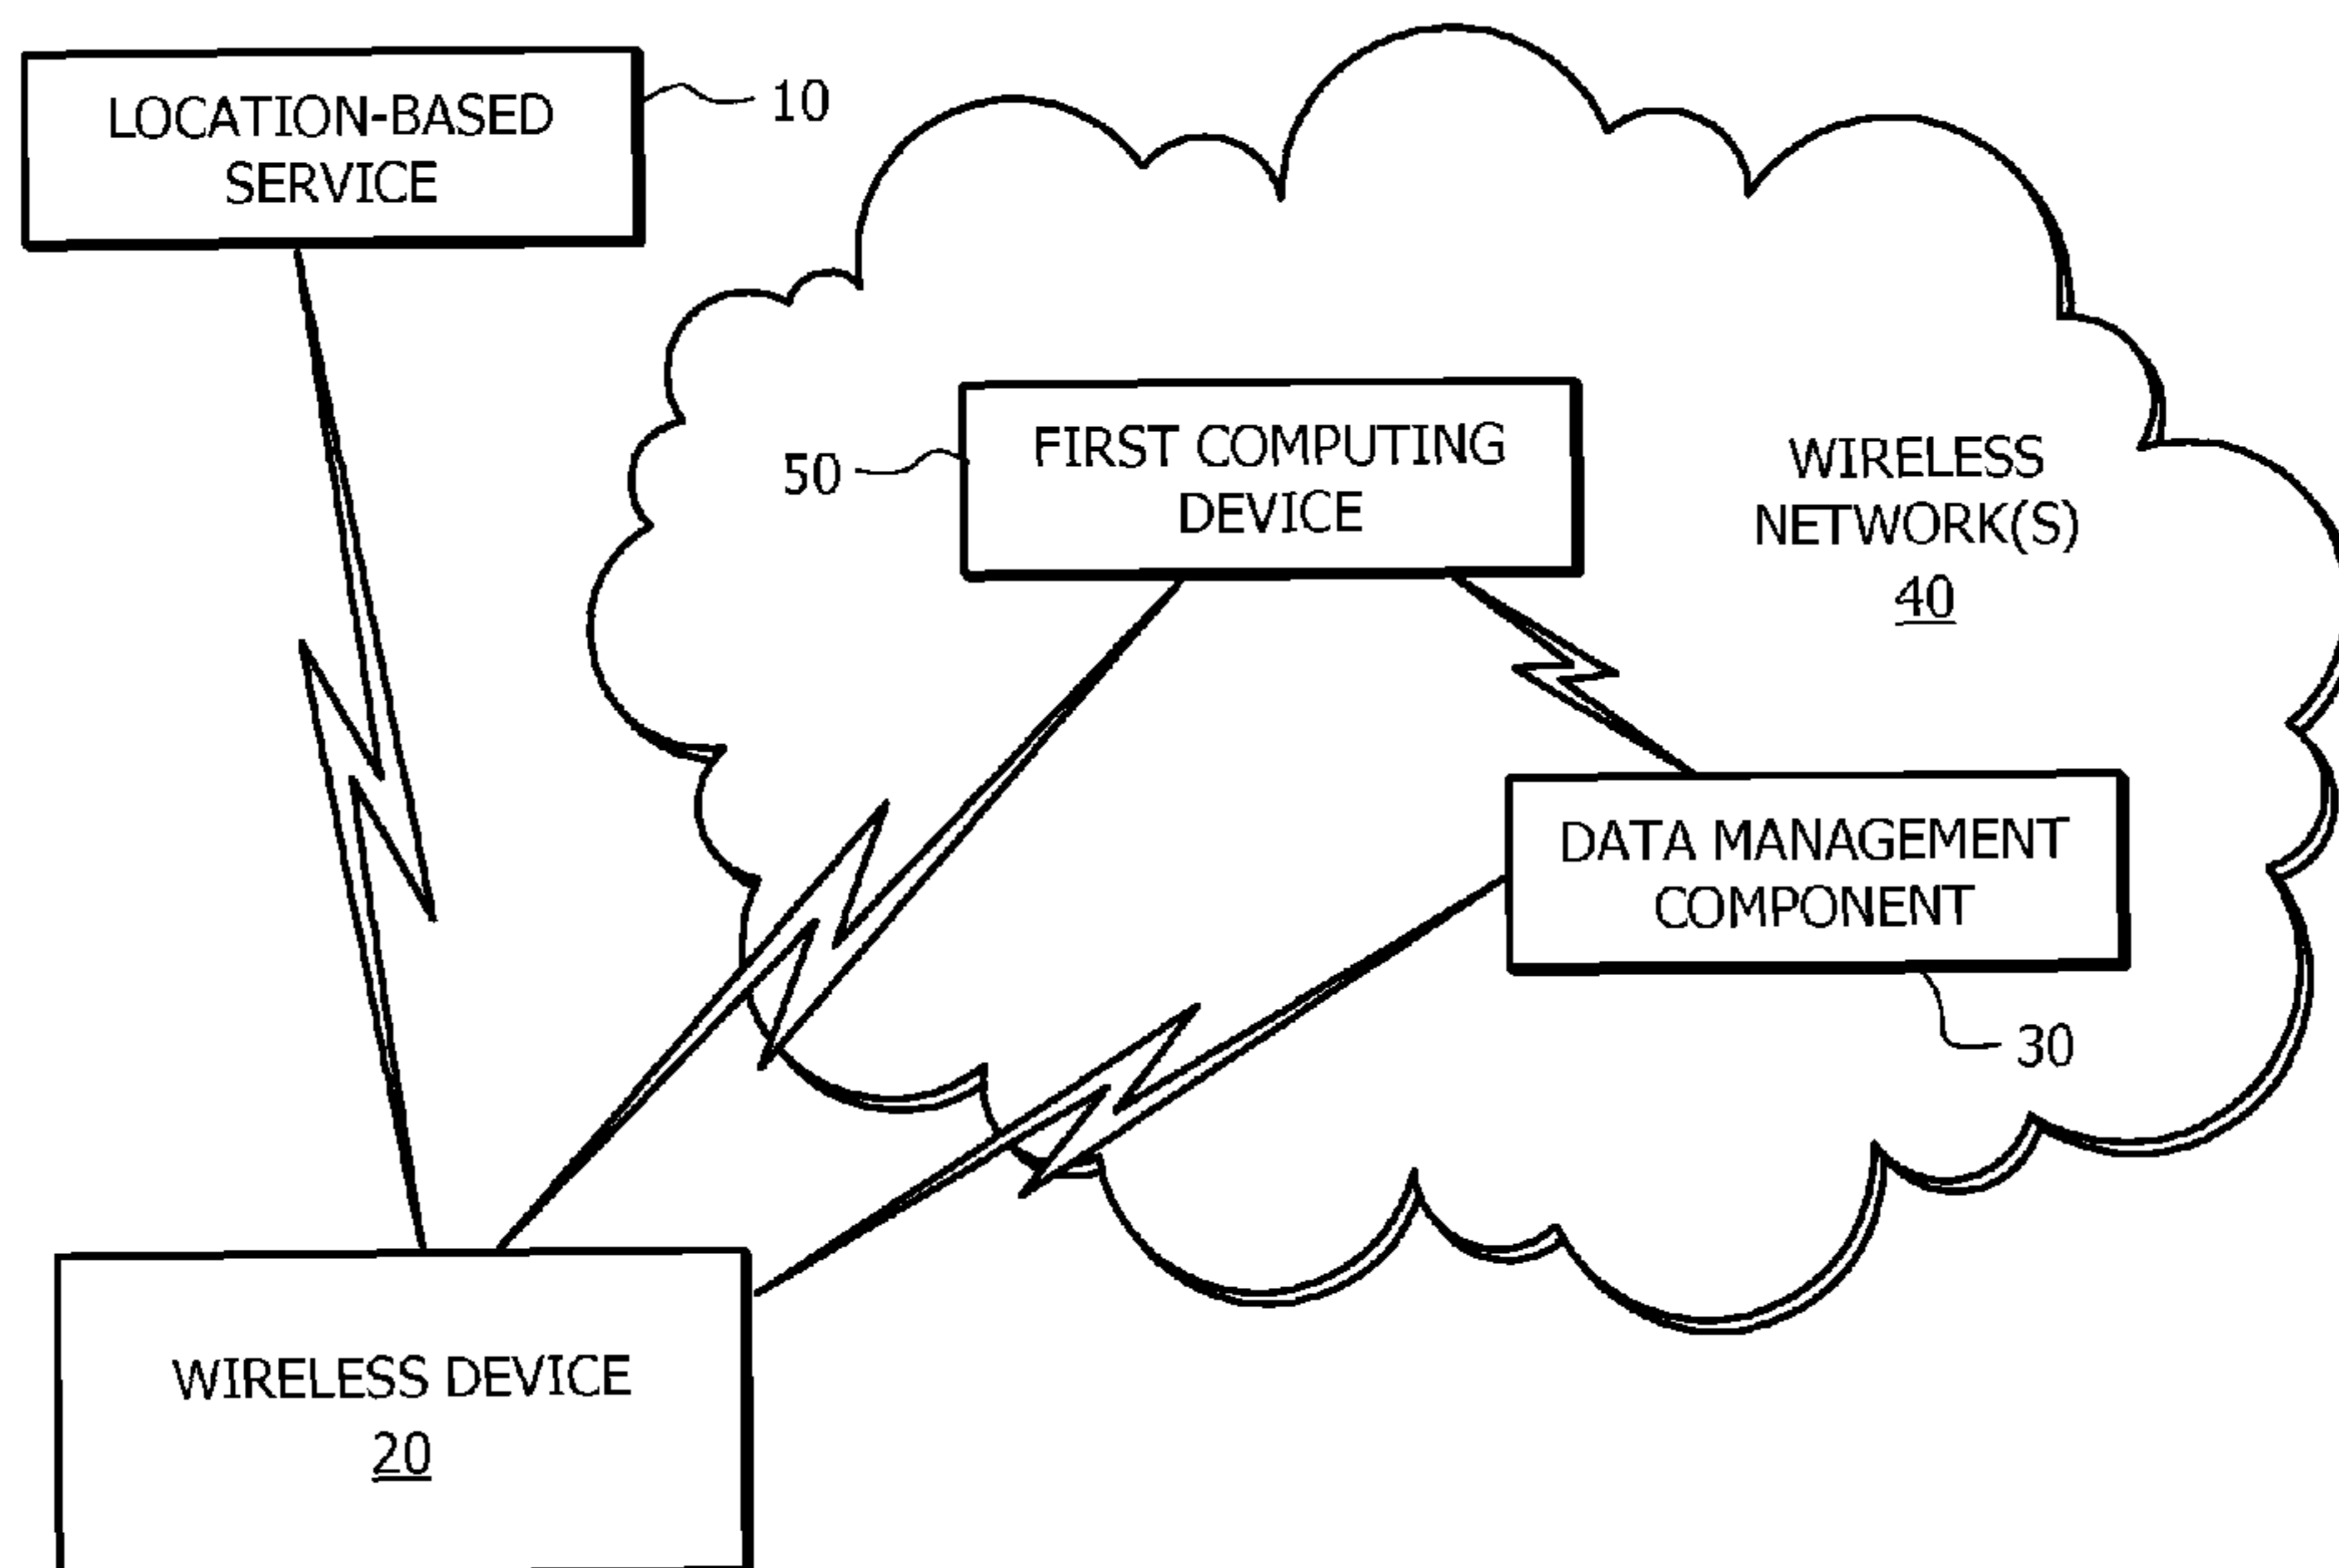 LOCATION-BASED
SERVICE
10
FIRST COMPUTING
DEVICE
50
WIRELESS
NETWORK(S)
40
DATA MANAGEMENT
COMPONENT
30
WIRELESS DEVICE
20